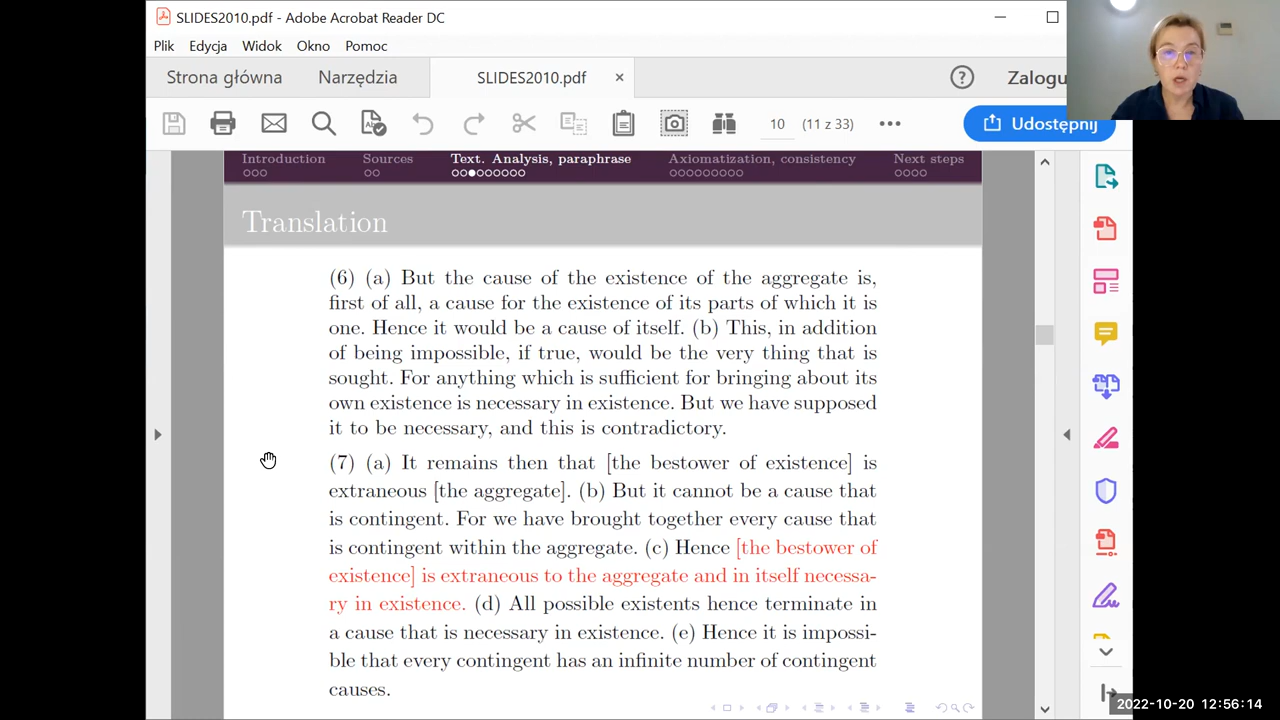 SLIDES2010.pdf - Adobe Acrobat Reader DC
Plik Edycja Widok Okno Pomoc
Strona główna Narzędzia SLIDES2010.pdf × ? Zalogu
10 (11 z 33) Udostępnij
Introduction Sources Text. Analysis, paraphrase Axiomatization, consistency Next steps
Translation
(6) (a) But the cause of the existence of the aggregate is,
first of all, a cause for the existence of its parts of which it is
one. Hence it would be a cause of itself. (b) This, in addition
of being impossible, if true, would be the very thing that is
sought. For anything which is sufficient for bringing about its
own existence is necessary in existence. But we have supposed
it to be necessary, and this is contradictory.
(7) (a) It remains then that [the bestower of existence] is
extraneous [the aggregate]. (b) But it cannot be a cause that
is contingent. For we have brought together every cause that
is contingent within the aggregate. (c) Hence [the bestower of
existence] is extraneous to the aggregate and in itself necessa-
ry in existence. (d) All possible existents hence terminate in
a cause that is necessary in existence. (e) Hence it is impossi-
ble that every contingent has an infinite number of contingent
causes.
2022-10-20 12:56:14